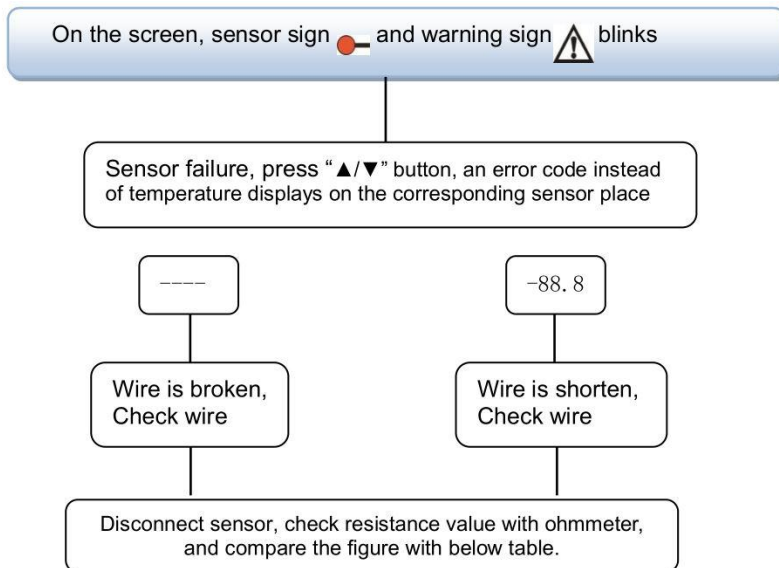 On the screen, sensor sign and warning sign blinks
Sensor failure, press “▲/▼” button, an error code instead
of temperature displays on the corresponding sensor place
----
-88.8
Wire is broken,
Check wire
Wire is shorten,
Check wire
Disconnect sensor, check resistance value with ohmmeter,
and compare the figure with below table.